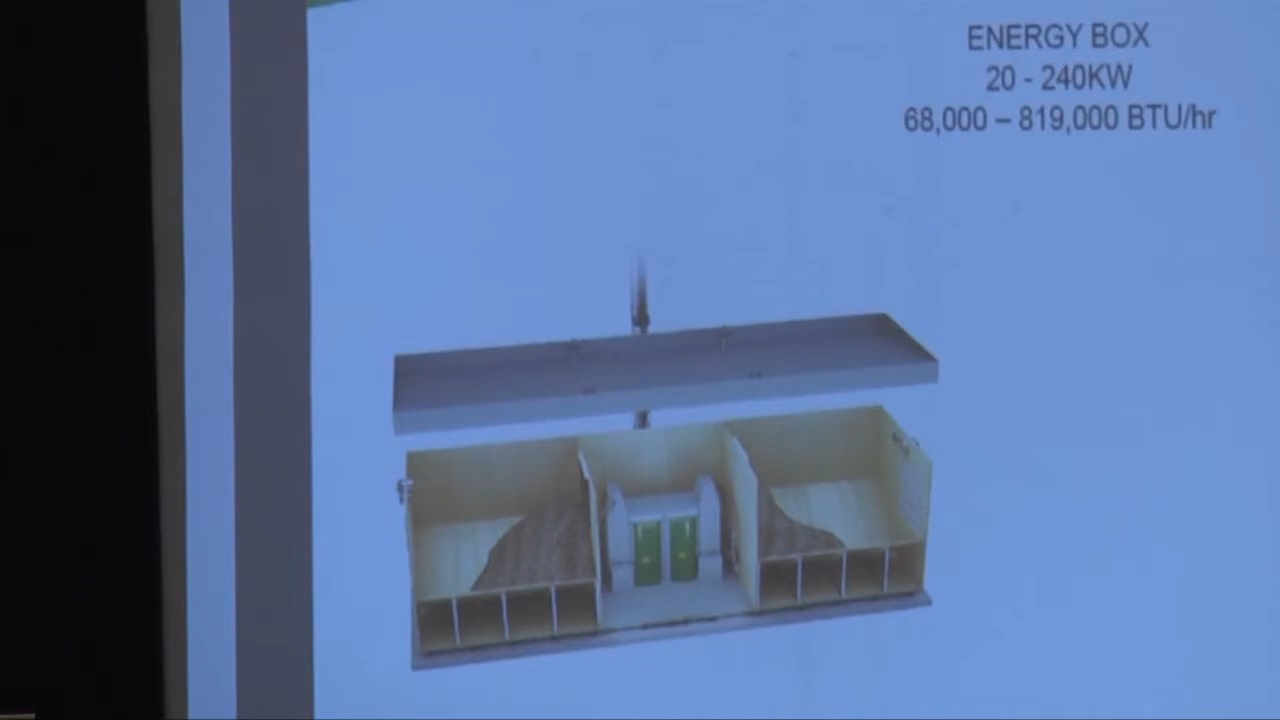 ENERGY BOX
20 - 240KW
68,000 – 819,000 BTU/hr